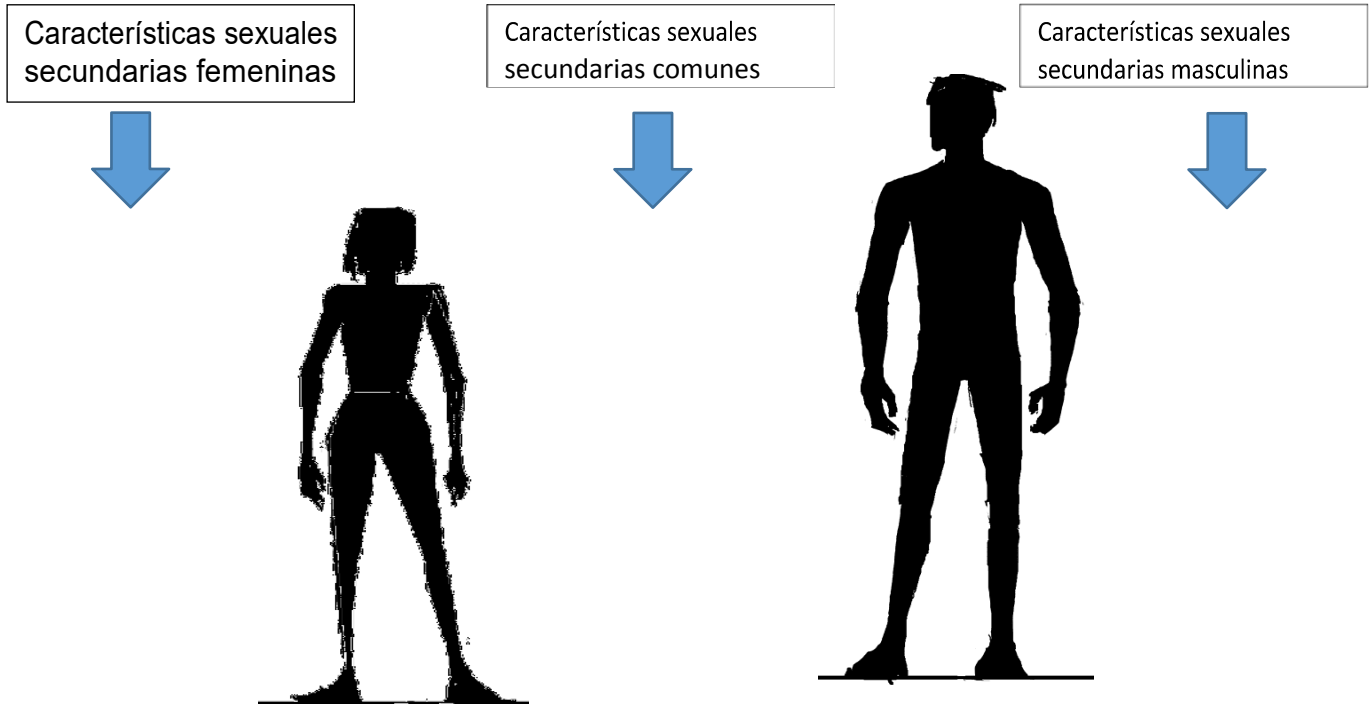 Características sexuales
secundarias femeninas
Características sexuales
secundarias comunes
Características sexuales
secundarias masculinas